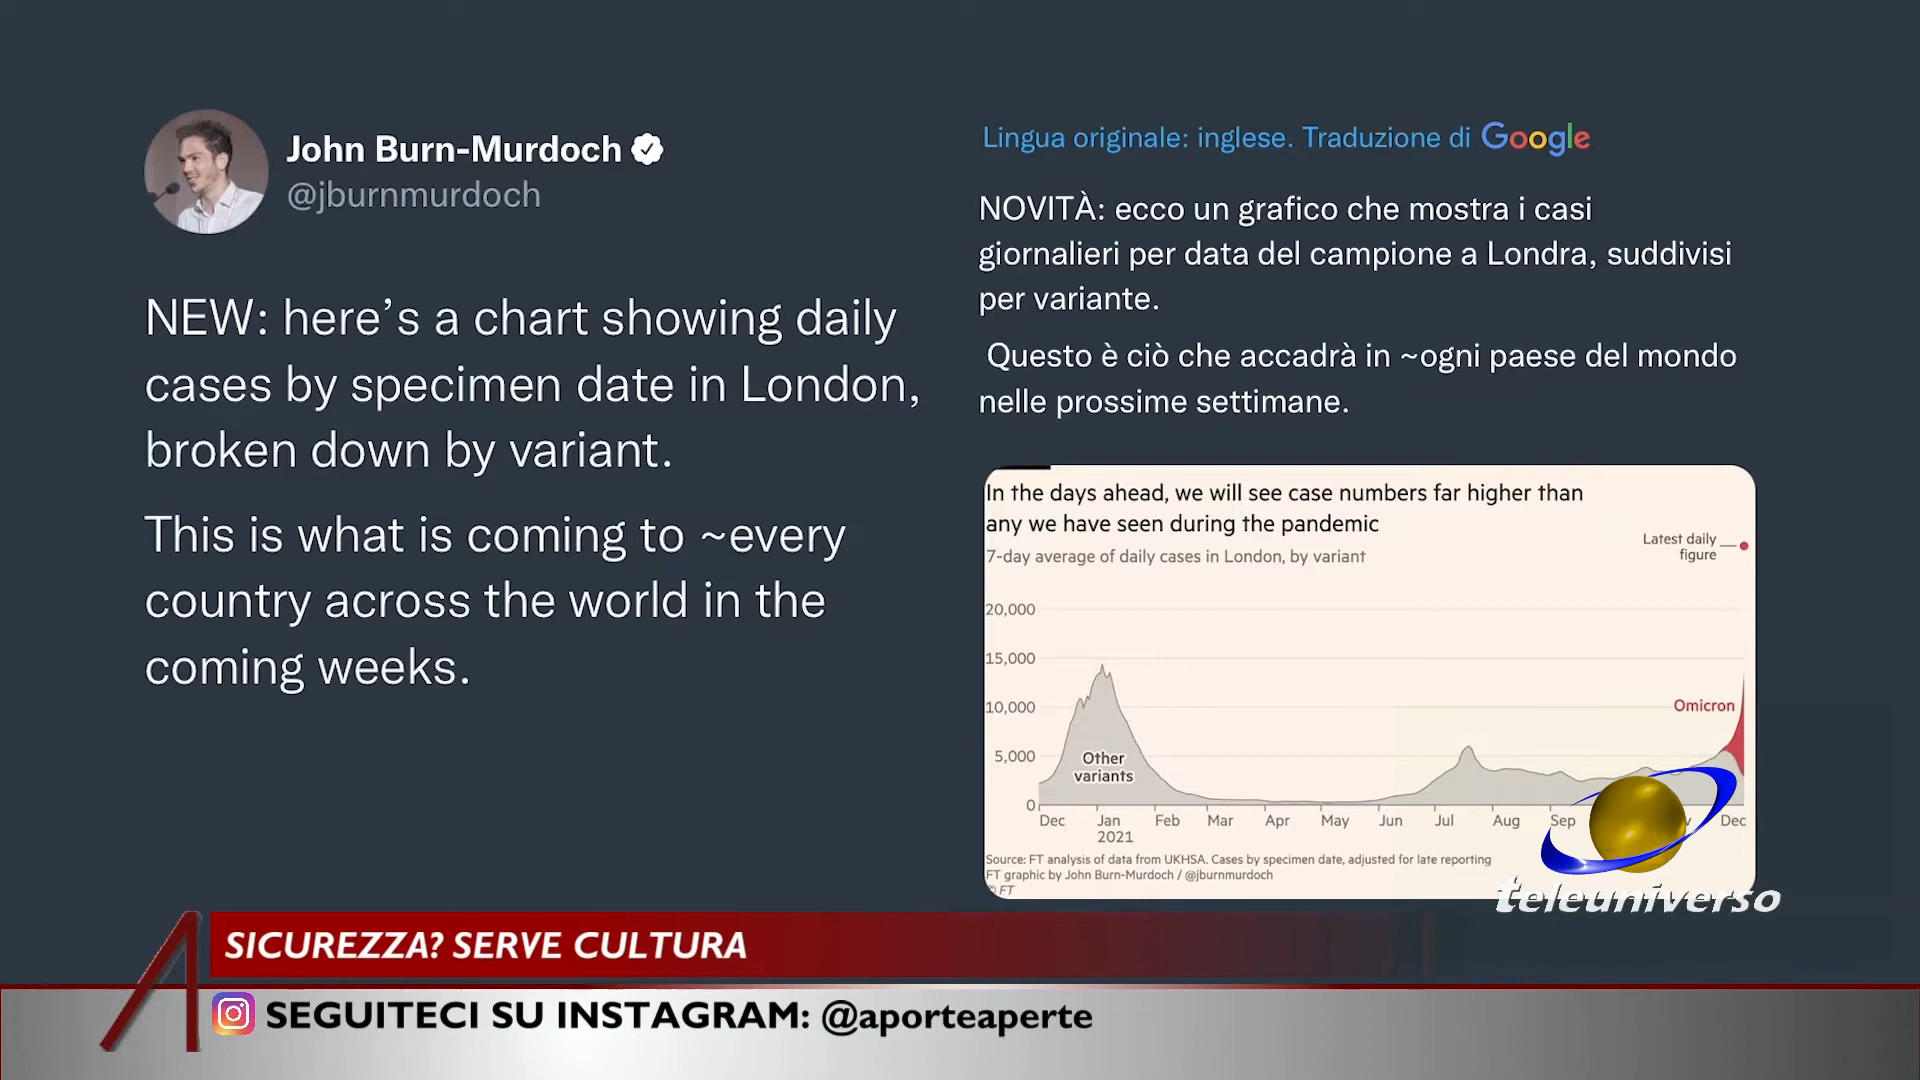 John Burn-Murdoch
@jburnmurdoch
NEW: here’s a chart showing daily
cases by specimen date in London,
broken down by variant.
This is what is coming to ~every
country across the world in the
coming weeks.
Lingua originale: inglese. Traduzione di Google
NOVITÀ: ecco un grafico che mostra i casi
giornalieri per data del campione a Londra, suddivisi
per variante.
Questo è ciò che accadrà in ~ogni paese del mondo
nelle prossime settimane.
In the days ahead, we will see case numbers far higher than
any we have seen during the pandemic
7-day average of daily cases in London, by variant
Latest daily
figure
20,000
15,000
10,000
5,000
0
Omicron
Other
variants
Dec Jan Feb Mar Apr May Jun Jul Aug Sep Dec
2021
Source: FT analysis of data from UKHSA. Cases by specimen date, adjusted for late reporting
FT graphic by John Burn-Murdoch / @jburnmurdoch
© FT
teleuniverso
SICUREZZA? SERVE CULTURA
SEGUITECI SU INSTAGRAM: @aporteaperte